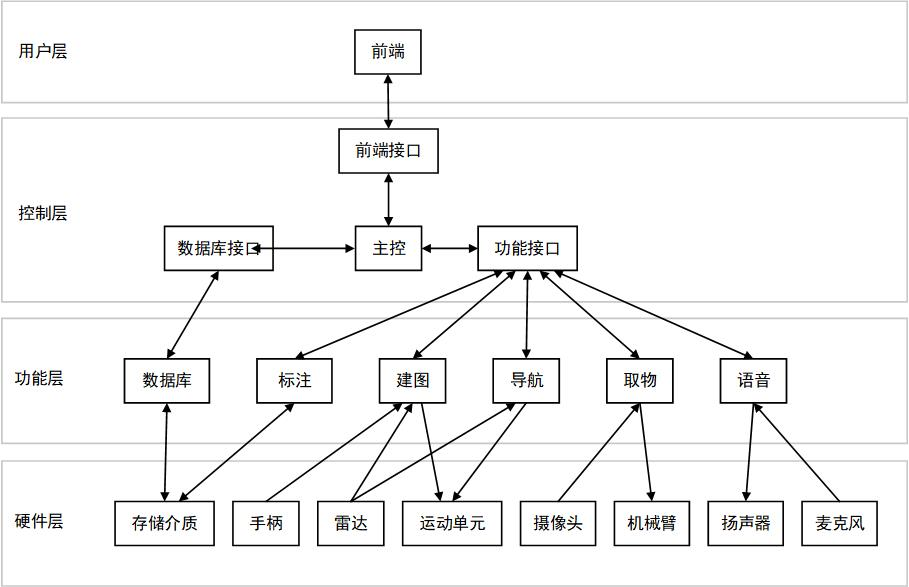 用户层
前端
前端接口
控制层
数据库接口
主控
功能接口
功能层
数据库
标注
建图
导航
取物
语音
硬件层
存储介质
手柄
雷达
运动单元
摄像头
机械臂
扬声器
麦克风